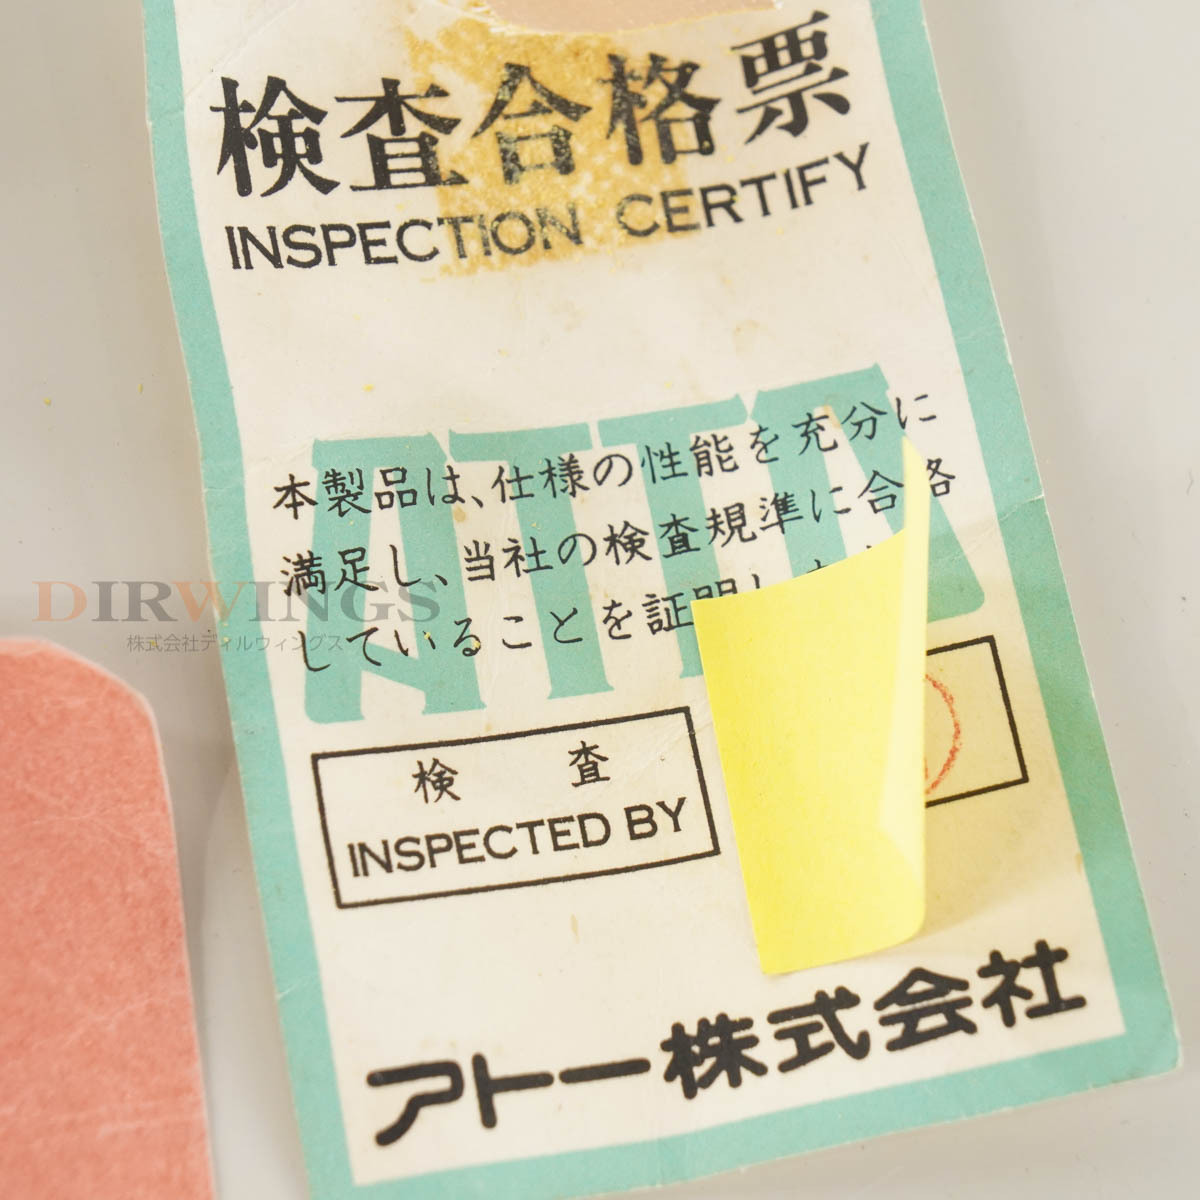 検査合格票
INSPECTION CERTIFY
ATTO
本製品は、仕様の性能を充分に
満足し、当社の検査規準に合格
していることを証明し
検 査
INSPECTED BY
アトー株式会社
DIRWINGS
株式会社ディルウィングス